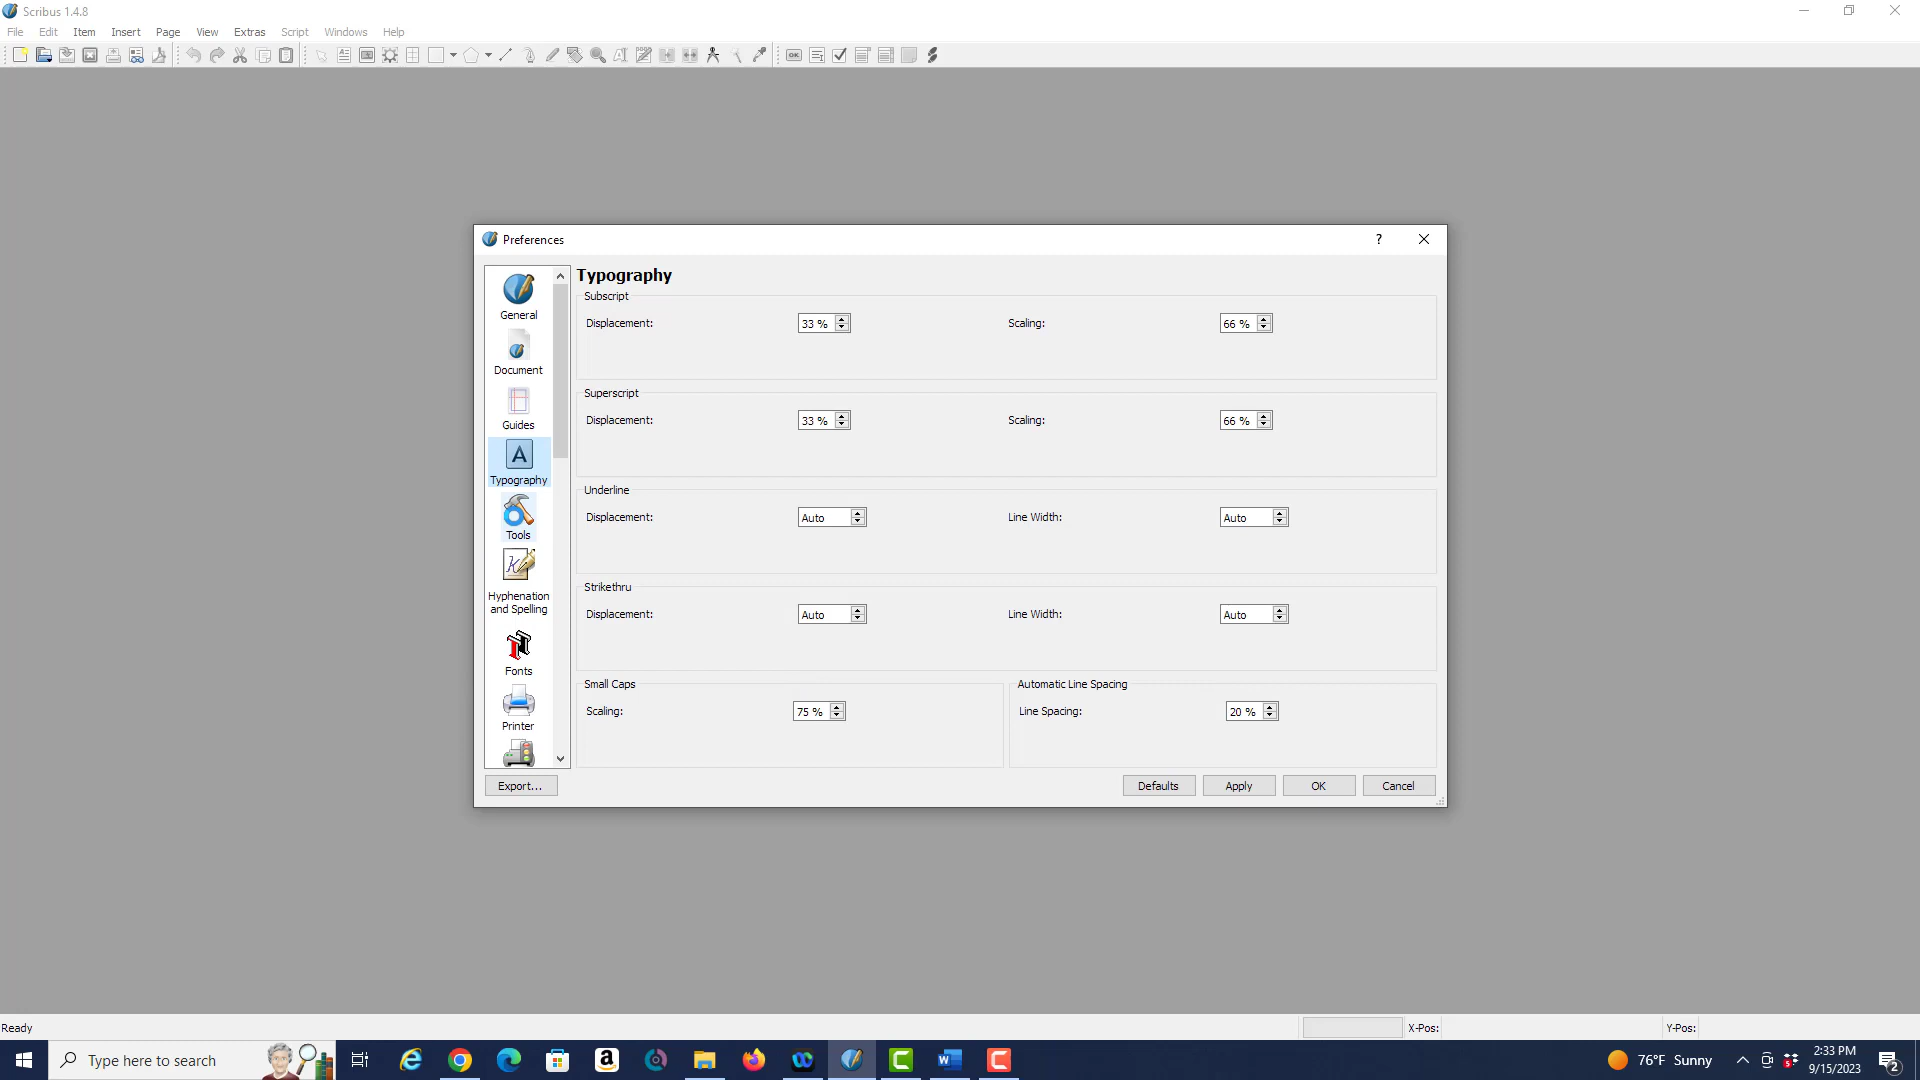 Scribus 1.4.8
File Edit Item Insert Page View Extras Script Windows Help
Preferences
?
General
Document
Guides
Typography
Tools
Hyphenation
and Spelling
Fonts
Printer
Typography
Subscript
Displacement: 33 % Scaling: 66 %
Superscript
Displacement: 33 % Scaling: 66 %
Underline
Displacement: Auto Line Width: Auto
Strikethru
Displacement: Auto Line Width: Auto
Small Caps Automatic Line Spacing
Scaling: 75 % Line Spacing: 20 %
Export... Defaults Apply OK Cancel
Ready X-Pos: Y-Pos:
Type here to search
76°F Sunny
2:33 PM
9/15/2023
2